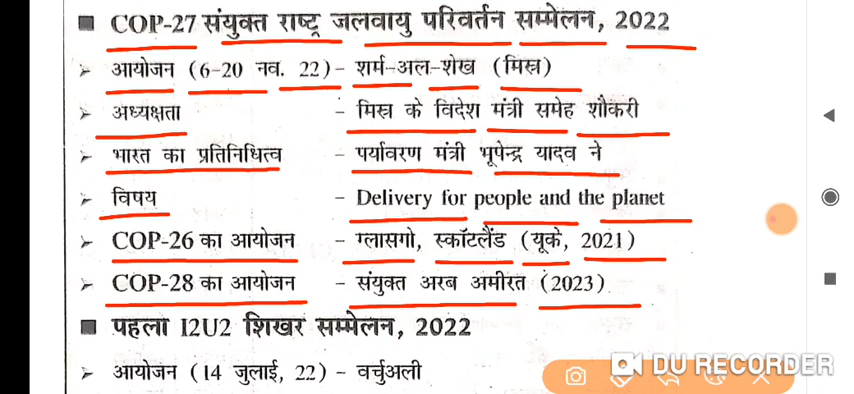 ■ COP-27 संयुक्त राष्ट्र जलवायु परिवर्तन सम्मेलन, 2022
➢ आयोजन (6-20 नव. 22) - शर्म-अल-शेख (मिस्र)
➢ अध्यक्षता - मिस्र के विदेश मंत्री समेह शौकरी
➢ भारत का प्रतिनिधित्व - पर्यावरण मंत्री भूपेन्द्र यादव ने
➢ विषय - Delivery for people and the planet
➢ COP-26 का आयोजन - ग्लासगो, स्कॉटलैंड (यूके, 2021)
➢ COP-28 का आयोजन - संयुक्त अरब अमीरत (2023)
■ पहला I2U2 शिखर सम्मेलन, 2022
➢ आयोजन (14 जुलाई, 22) - वर्चुअली
DU RECORDER